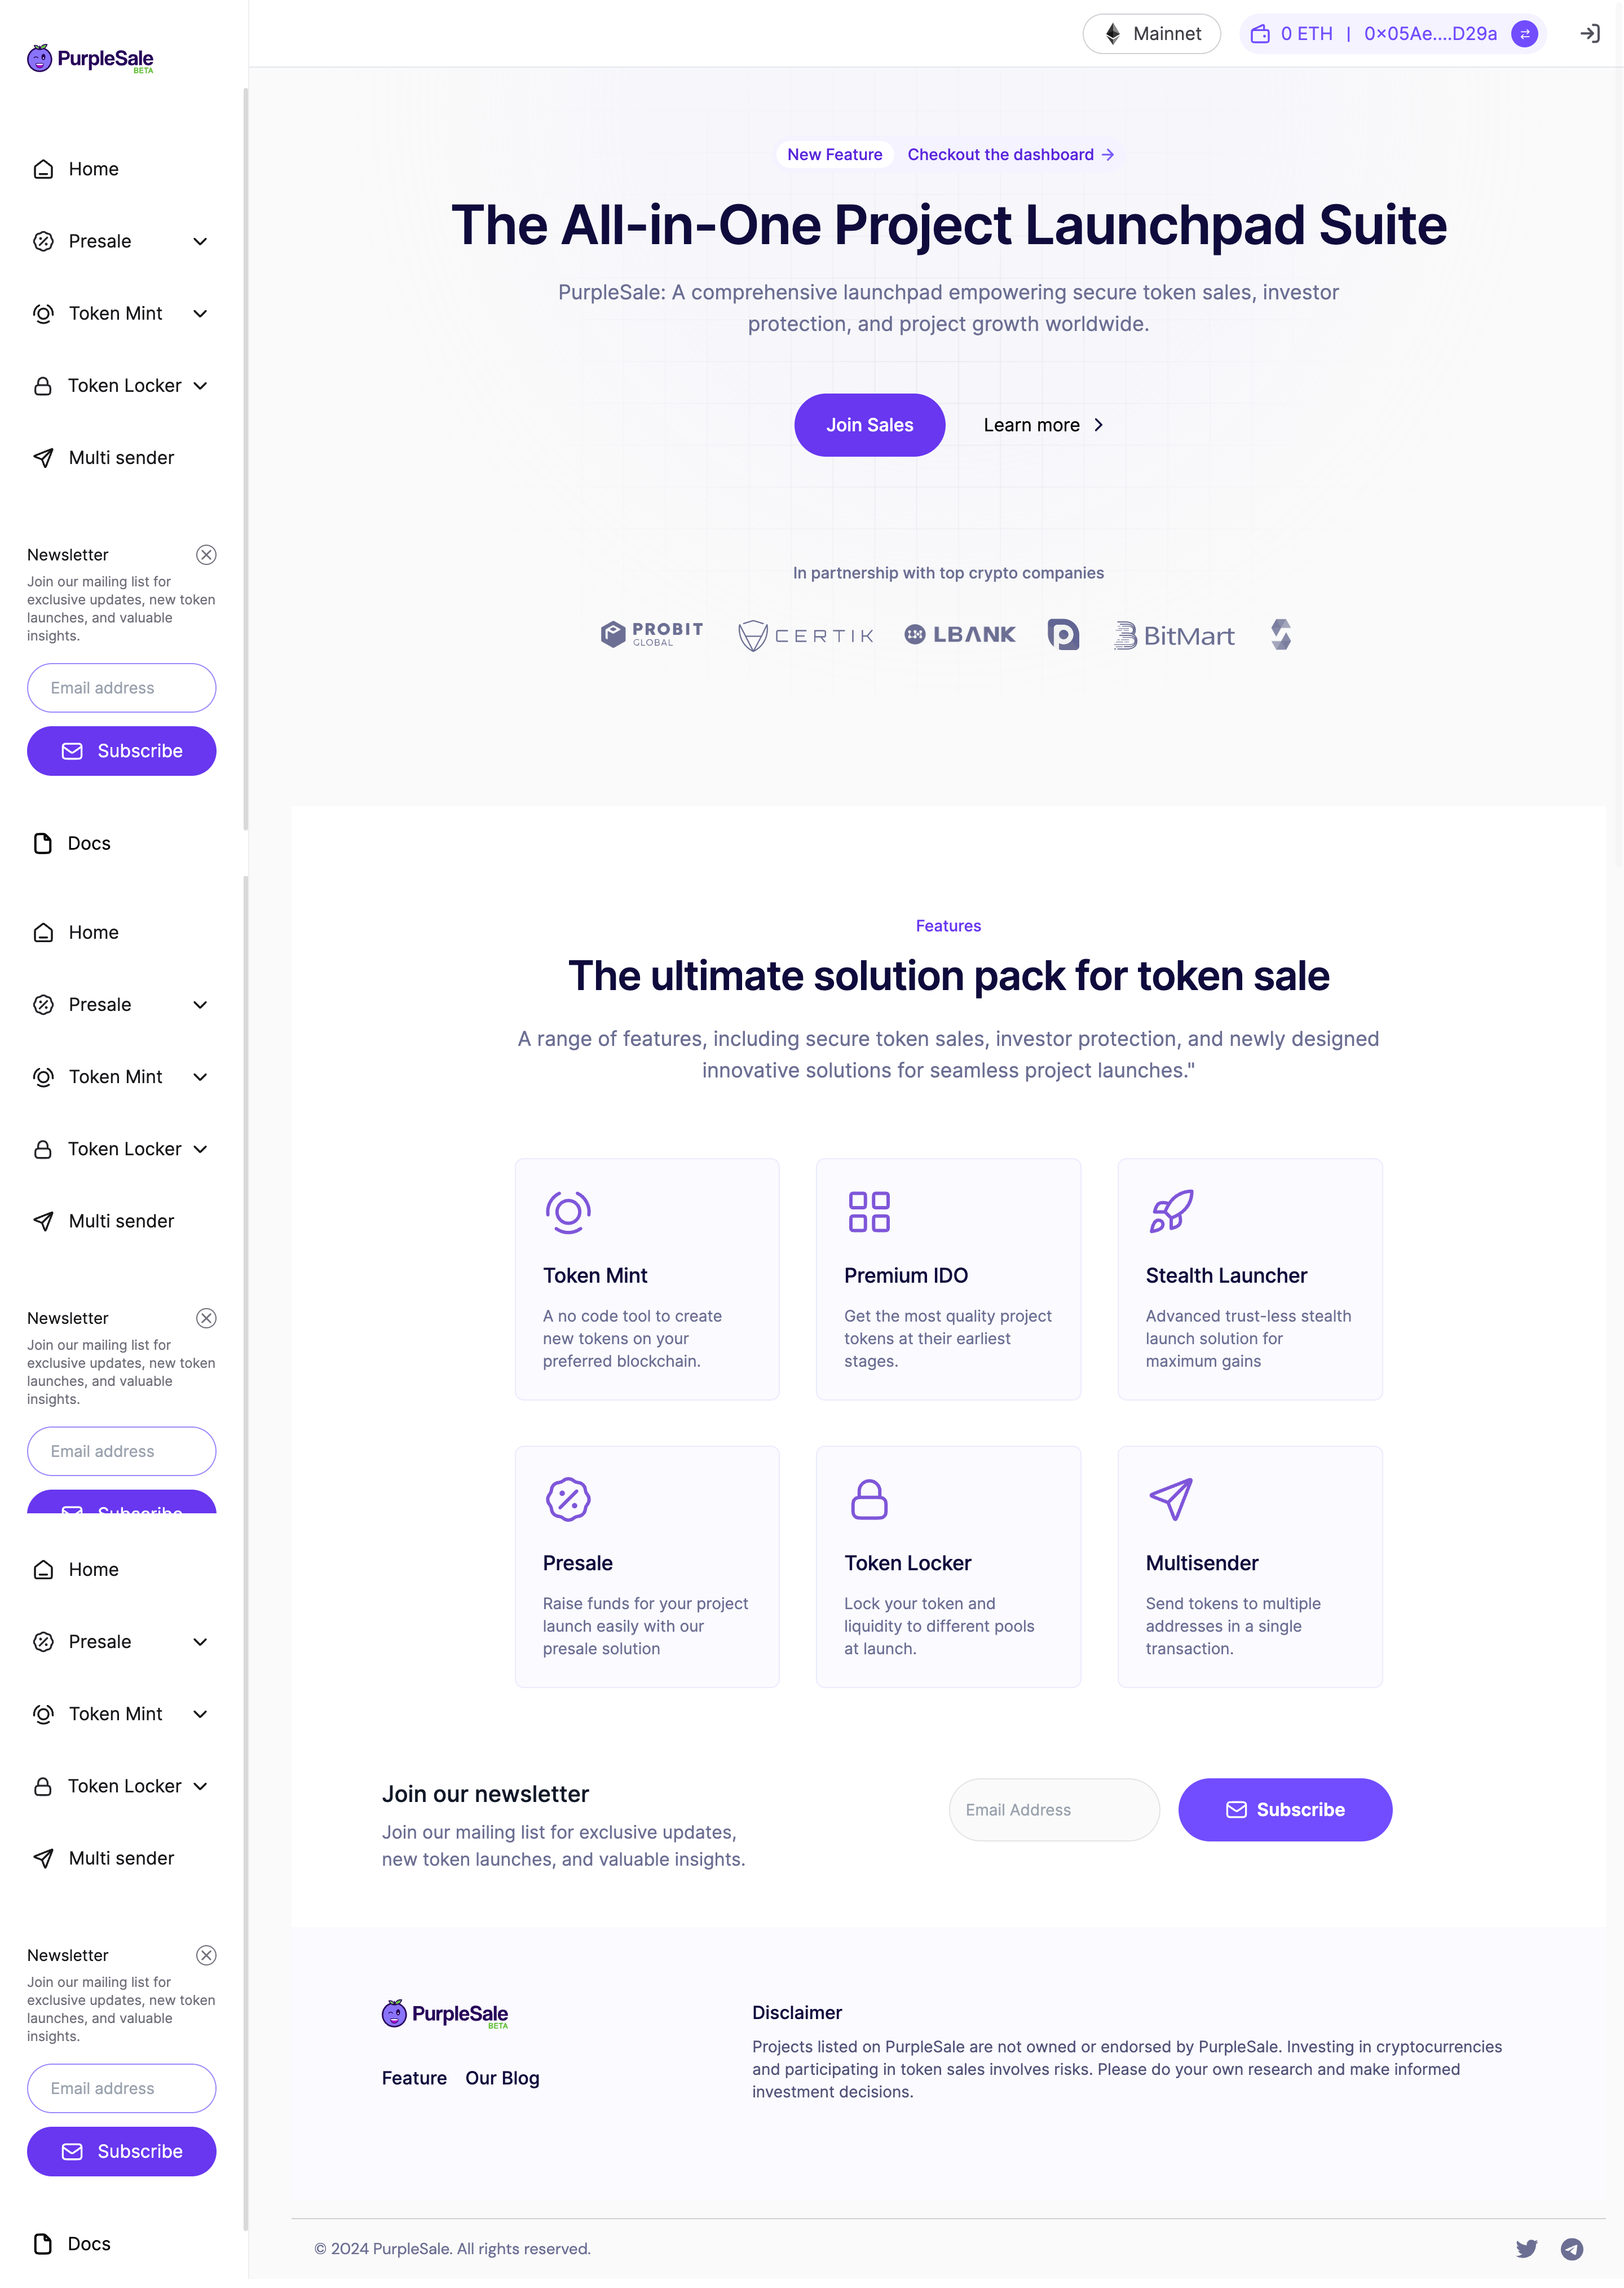 PurpleSale
BETA
Home
Presale
Token Mint
Token Locker
Multi sender
Newsletter
Join our mailing list for
exclusive updates, new token
launches, and valuable
insights.
Email address
Subscribe
Docs
Home
Presale
Token Mint
Token Locker
Multi sender
Newsletter
Join our mailing list for
exclusive updates, new token
launches, and valuable
insights.
Email address
Subscribe
Home
Presale
Token Mint
Token Locker
Multi sender
Newsletter
Join our mailing list for
exclusive updates, new token
launches, and valuable
insights.
Email address
Subscribe
Docs
Mainnet
0 ETH | 0x05Ae....D29a
New Feature Checkout the dashboard
The All-in-One Project Launchpad Suite
PurpleSale: A comprehensive launchpad empowering secure token sales, investor
protection, and project growth worldwide.
Join Sales Learn more
In partnership with top crypto companies
PROBIT GLOBAL CERTIK LBANK BitMart
Features
The ultimate solution pack for token sale
A range of features, including secure token sales, investor protection, and newly designed
innovative solutions for seamless project launches."
Token Mint
A no code tool to create
new tokens on your
preferred blockchain.
Premium IDO
Get the most quality project
tokens at their earliest
stages.
Stealth Launcher
Advanced trust-less stealth
launch solution for
maximum gains
Presale
Raise funds for your project
launch easily with our
presale solution
Token Locker
Lock your token and
liquidity to different pools
at launch.
Multisender
Send tokens to multiple
addresses in a single
transaction.
Join our newsletter
Join our mailing list for exclusive updates,
new token launches, and valuable insights.
Email Address
Subscribe
PurpleSale
BETA
Feature Our Blog
Disclaimer
Projects listed on PurpleSale are not owned or endorsed by PurpleSale. Investing in cryptocurrencies
and participating in token sales involves risks. Please do your own research and make informed
investment decisions.
© 2024 PurpleSale. All rights reserved.